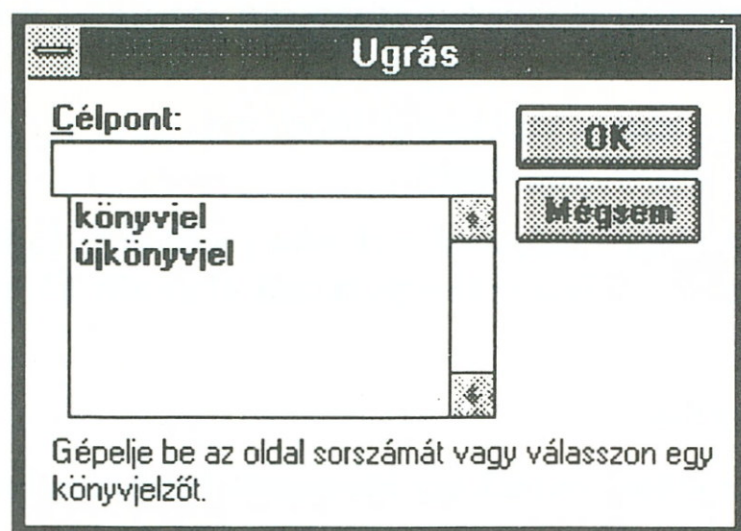 Ugrás
Célpont:
OK
könyvjel
Mégsem
újkönyvjel
Gépelje be az oldal sorszámát vagy válasszon egy
könyvjelzőt.